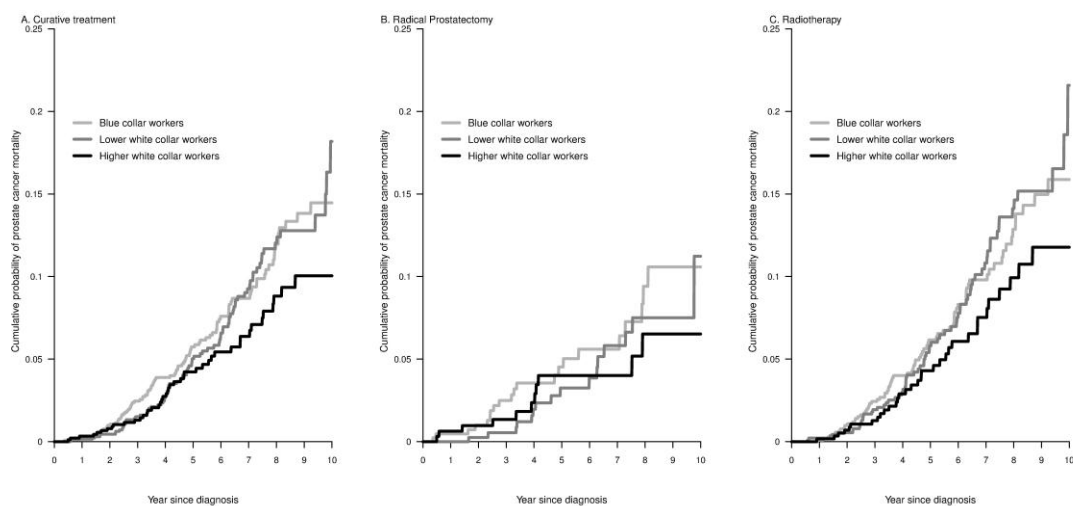 A. Curative treatment
Cumulative probability of prostate cancer mortality
0.25
0.2
0.15
0.1
0.05
0
Blue collar workers
Lower white collar workers
Higher white collar workers
0 1 2 3 4 5 6 7 8 9 10
Year since diagnosis
B. Radical Prostatectomy
Cumulative probability of prostate cancer mortality
0.25
0.2
0.15
0.1
0.05
0
Blue collar workers
Lower white collar workers
Higher white collar workers
0 1 2 3 4 5 6 7 8 9 10
Year since diagnosis
C. Radiotherapy
Cumulative probability of prostate cancer mortality
0.25
0.2
0.15
0.1
0.05
0
Blue collar workers
Lower white collar workers
Higher white collar workers
0 1 2 3 4 5 6 7 8 9 10
Year since diagnosis